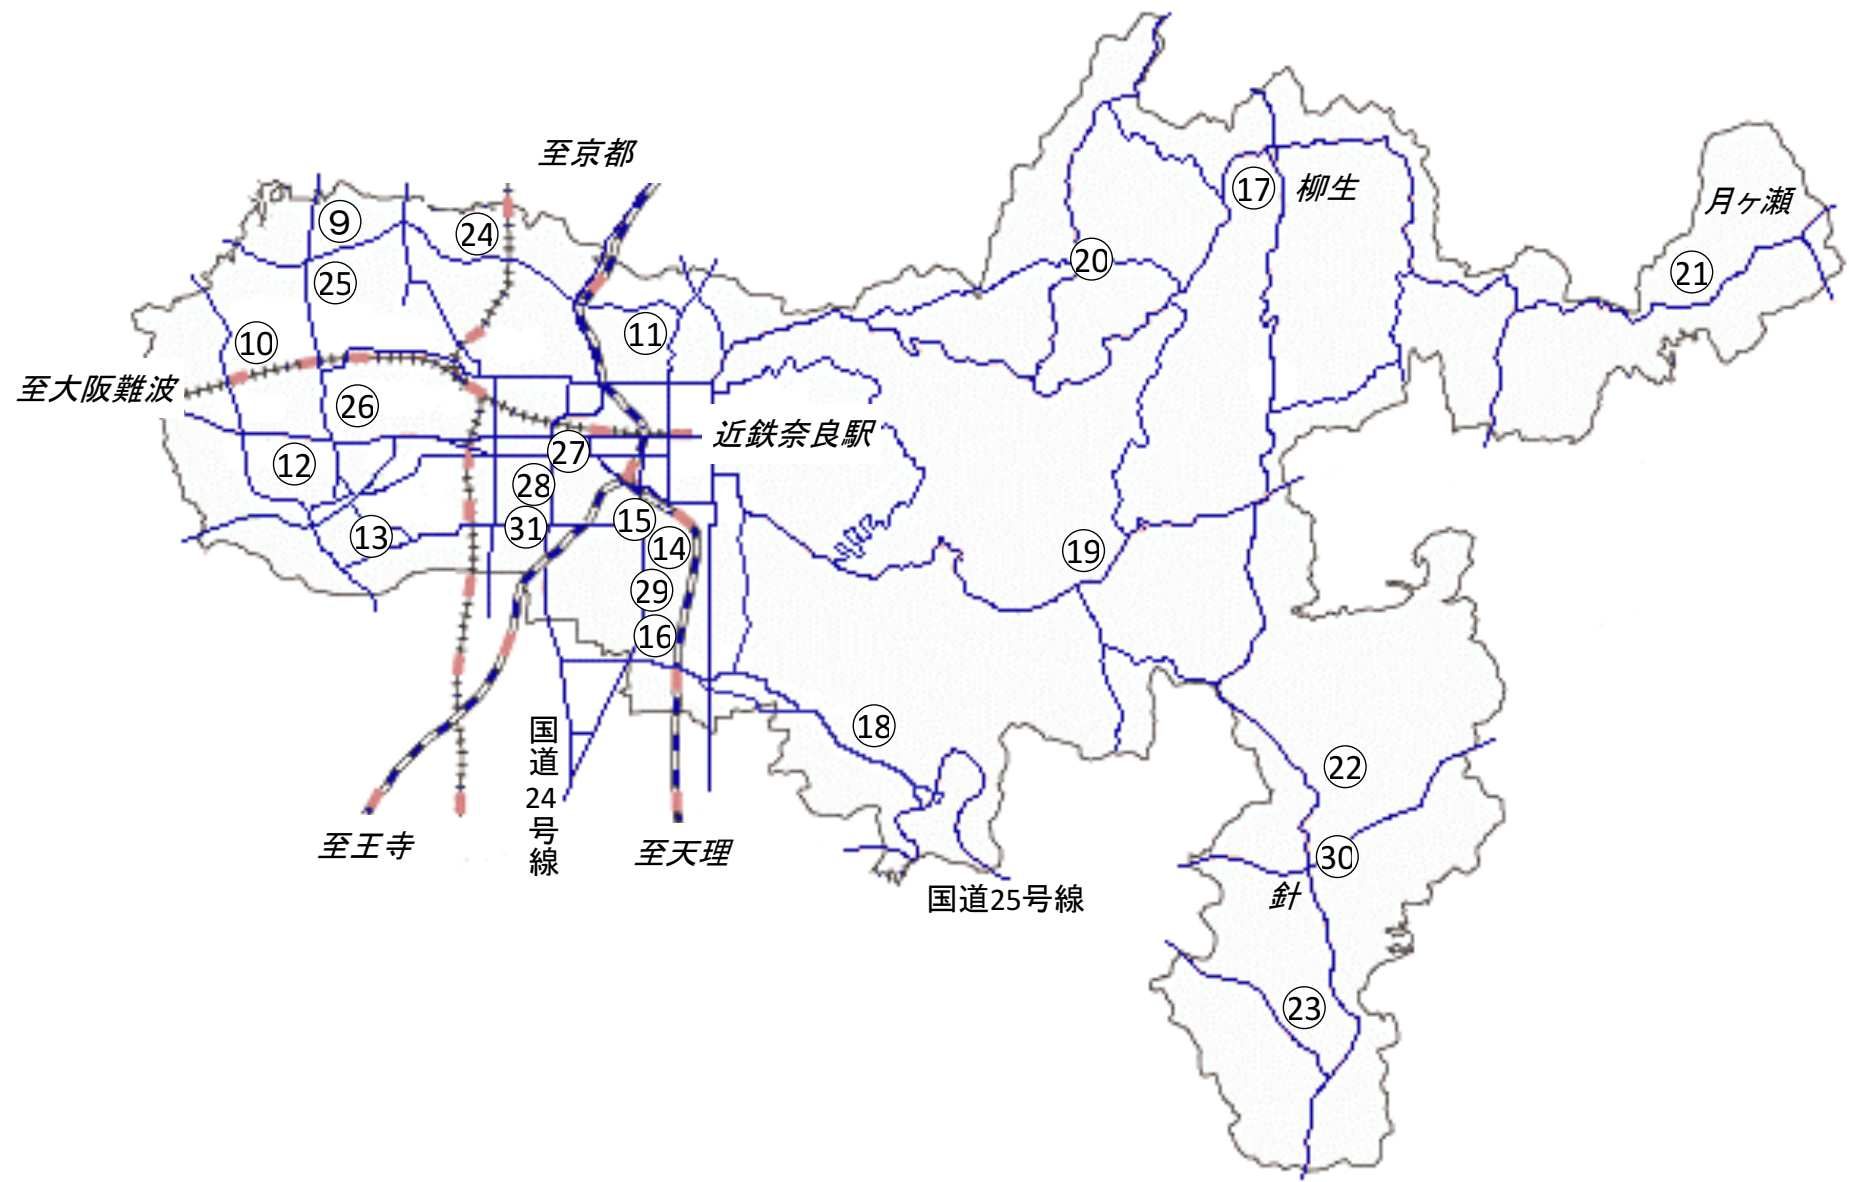 至京都
⑰
柳生
月ヶ瀬
⑨
㉔
⑳
㉑
㉕
⑩
⑪
至大阪難波
㉖
近鉄奈良駅
㉗
⑫
㉘
⑮
㉛
⑬
⑭
⑲
㉙
⑯
国道24号線
⑱
㉒
至王寺
至天理
㉚
国道25号線
針
㉓